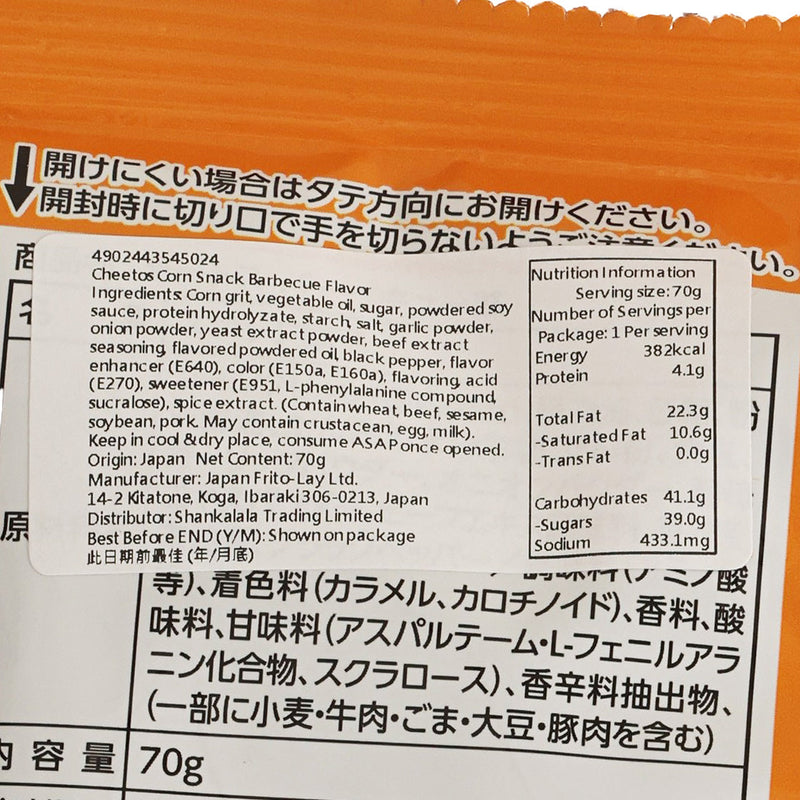 開けにくい場合はタテ方向にお開けください。
開封時に切り口で手を切らないようご注意ください。
商
名
4902443545024
Cheetos Corn Snack Barbecue Flavor
Ingredients: Corn grit, vegetable oil, sugar, powdered soy
sauce, protein hydrolyzate, starch, salt, garlic powder,
onion powder, yeast extract powder, beef extract
seasoning, flavored powdered oil, black pepper, flavor
enhancer (E640), color (E150a, E160a), flavoring, acid
(E270), sweetener (E951, L-phenylalanine compound,
sucralose), spice extract. (Contain wheat, beef, sesame,
soybean, pork. May contain crustacean, egg, milk).
Keep in cool & dry place, consume ASAP once opened.
Origin: Japan Net Content: 70g
Manufacturer: Japan Frito-Lay Ltd.
14-2 Kitatone, Koga, Ibaraki 306-0213, Japan
Distributor: Shankalala Trading Limited
Best Before END (Y/M): Shown on package
此日期前最佳 (年/月底)
Nutrition Information
Serving size: 70g
Number of Servings per
Package: 1 Per serving
Energy 382kcal
Protein 4.1g
Total Fat 22.3g
-Saturated Fat 10.6g
-Trans Fat 0.0g
Carbohydrates 41.1g
-Sugars 39.0g
Sodium 433.1mg
原
調味料(アミノ酸
等)、着色料(カラメル、カロチノイド)、香料、酸
味料、甘味料(アスパルテーム・L-フェニルアラ
ニン化合物、スクラロース)、香辛料抽出物、
(一部に小麦・牛肉・ごま・大豆・豚肉を含む)
内容量 70g